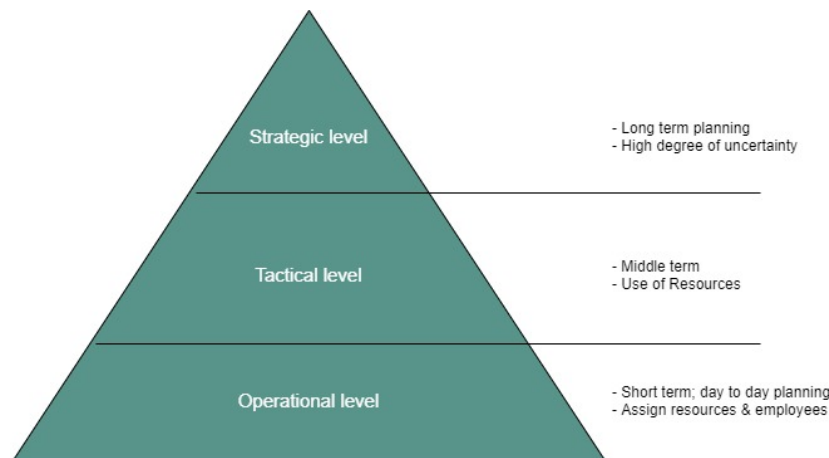 Strategic level
- Long term planning
- High degree of uncertainty
Tactical level
- Middle term
- Use of Resources
Operational level
- Short term; day to day planning
- Assign resources & employees